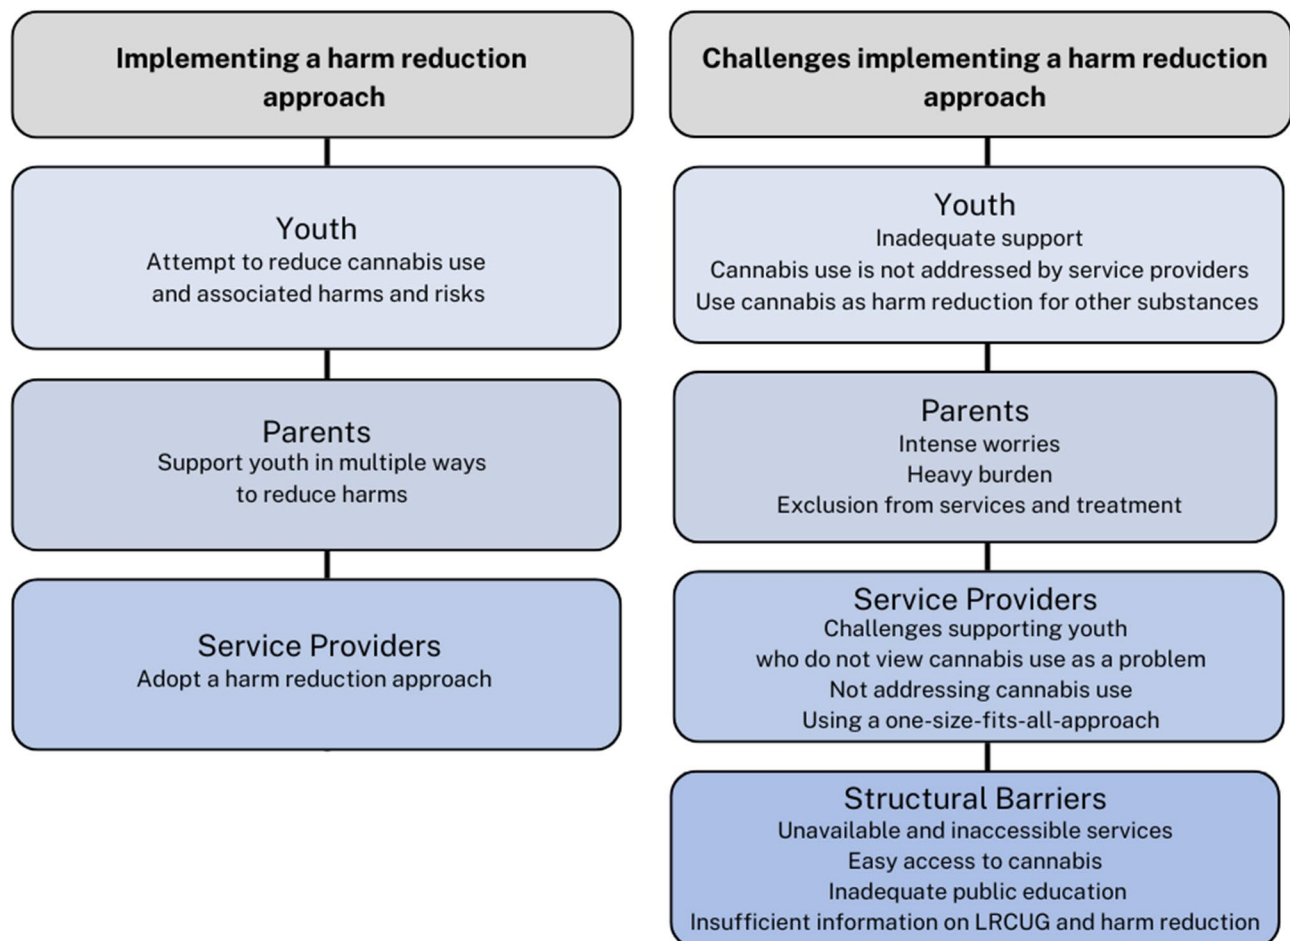 Implementing a harm reduction
approach
Youth
Attempt to reduce cannabis use
and associated harms and risks
Parents
Support youth in multiple ways
to reduce harms
Service Providers
Adopt a harm reduction approach
Challenges implementing a harm reduction
approach
Youth
Inadequate support
Cannabis use is not addressed by service providers
Use cannabis as harm reduction for other substances
Parents
Intense worries
Heavy burden
Exclusion from services and treatment
Service Providers
Challenges supporting youth
who do not view cannabis use as a problem
Not addressing cannabis use
Using a one-size-fits-all-approach
Structural Barriers
Unavailable and inaccessible services
Easy access to cannabis
Inadequate public education
Insufficient information on LRCUG and harm reduction